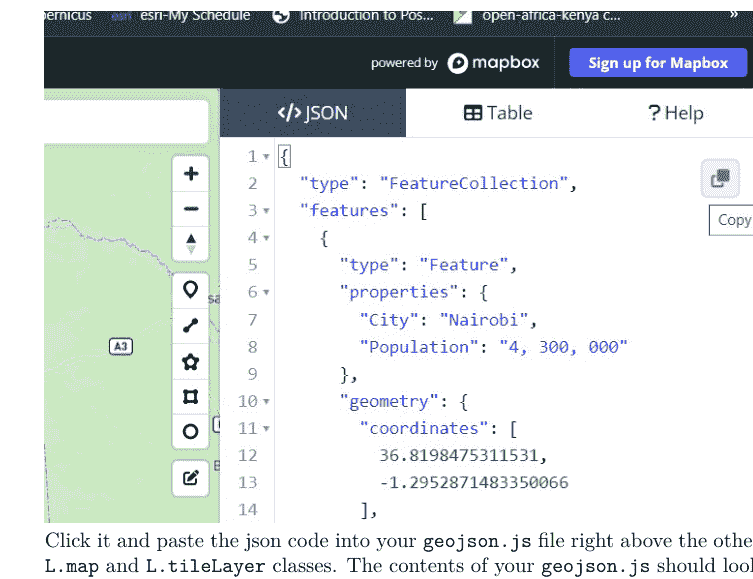 esri-My Schedule Introduction to Pos... open-africa-kenya c... »
powered by mapbox Sign up for Mapbox
</>JSON Table ? Help
1 {
2 "type": "FeatureCollection",
3 "features": [
4 {
5 "type": "Feature",
6 "properties": {
7 "City": "Nairobi",
8 "Population": "4, 300, 000"
9 },
10 "geometry": {
11 "coordinates": [
12 36.8198475311531,
13 -1.2952871483350066
14 ],
Copy
A3
Click it and paste the json code into your geojson.js file right above the othe
L.map and L.tileLayer classes. The contents of your geojson.js should lool